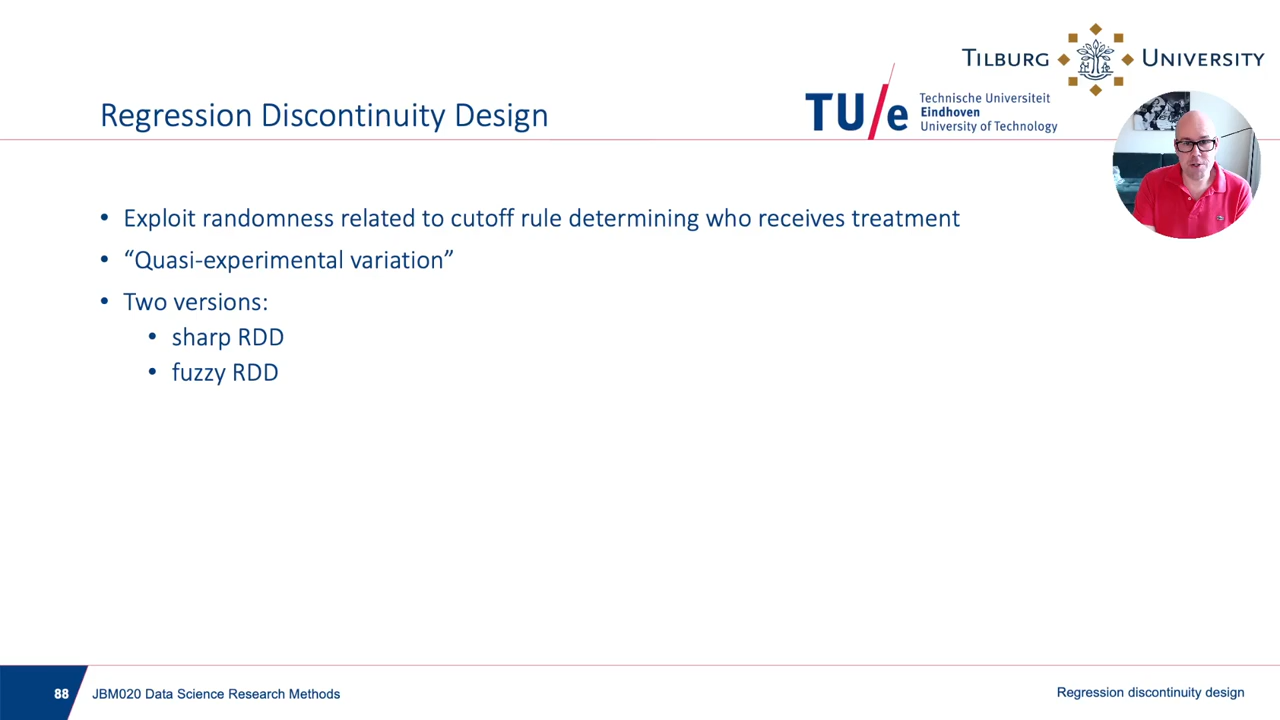 TILBURG UNIVERSITY
TU/e Technische Universiteit
Eindhoven
University of Technology
Regression Discontinuity Design
• Exploit randomness related to cutoff rule determining who receives treatment
• “Quasi-experimental variation”
• Two versions:
• sharp RDD
• fuzzy RDD
88 JBM020 Data Science Research Methods
Regression discontinuity design